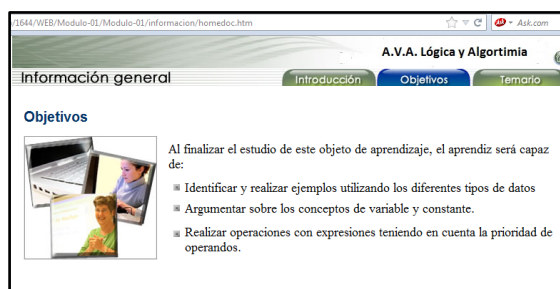 /1644/WEB/Modulo-01/Modulo-01/informacion/homedoc.htm
Ask.com
A.V.A. Lógica y Algortimia
Información general
Introducción
Objetivos
Temario
Objetivos
Al finalizar el estudio de este objeto de aprendizaje, el aprendiz será capaz
de:
Identificar y realizar ejemplos utilizando los diferentes tipos de datos
Argumentar sobre los conceptos de variable y constante.
Realizar operaciones con expresiones teniendo en cuenta la prioridad de
operandos.